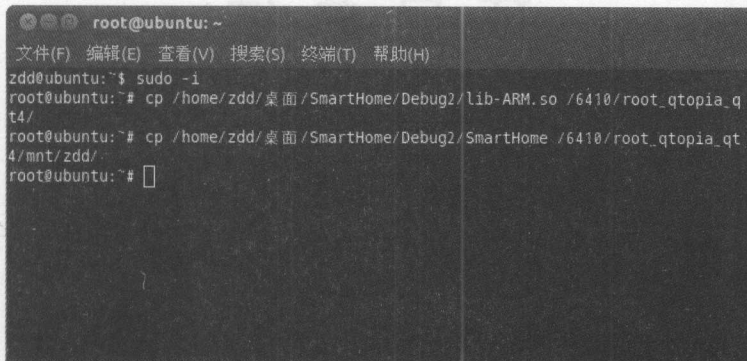 root@ubuntu: ~
文件(F) 编辑(E) 查看(V) 搜索(S) 终端(T) 帮助(H)
zdd@ubuntu:~$ sudo -i
root@ubuntu:~# cp /home/zdd/桌面/SmartHome/Debug2/lib-ARM.so /6410/root_qtopia_q
t4/
root@ubuntu:~# cp /home/zdd/桌面/SmartHome/Debug2/SmartHome /6410/root_qtopia_qt
4/mnt/zdd/
root@ubuntu:~#